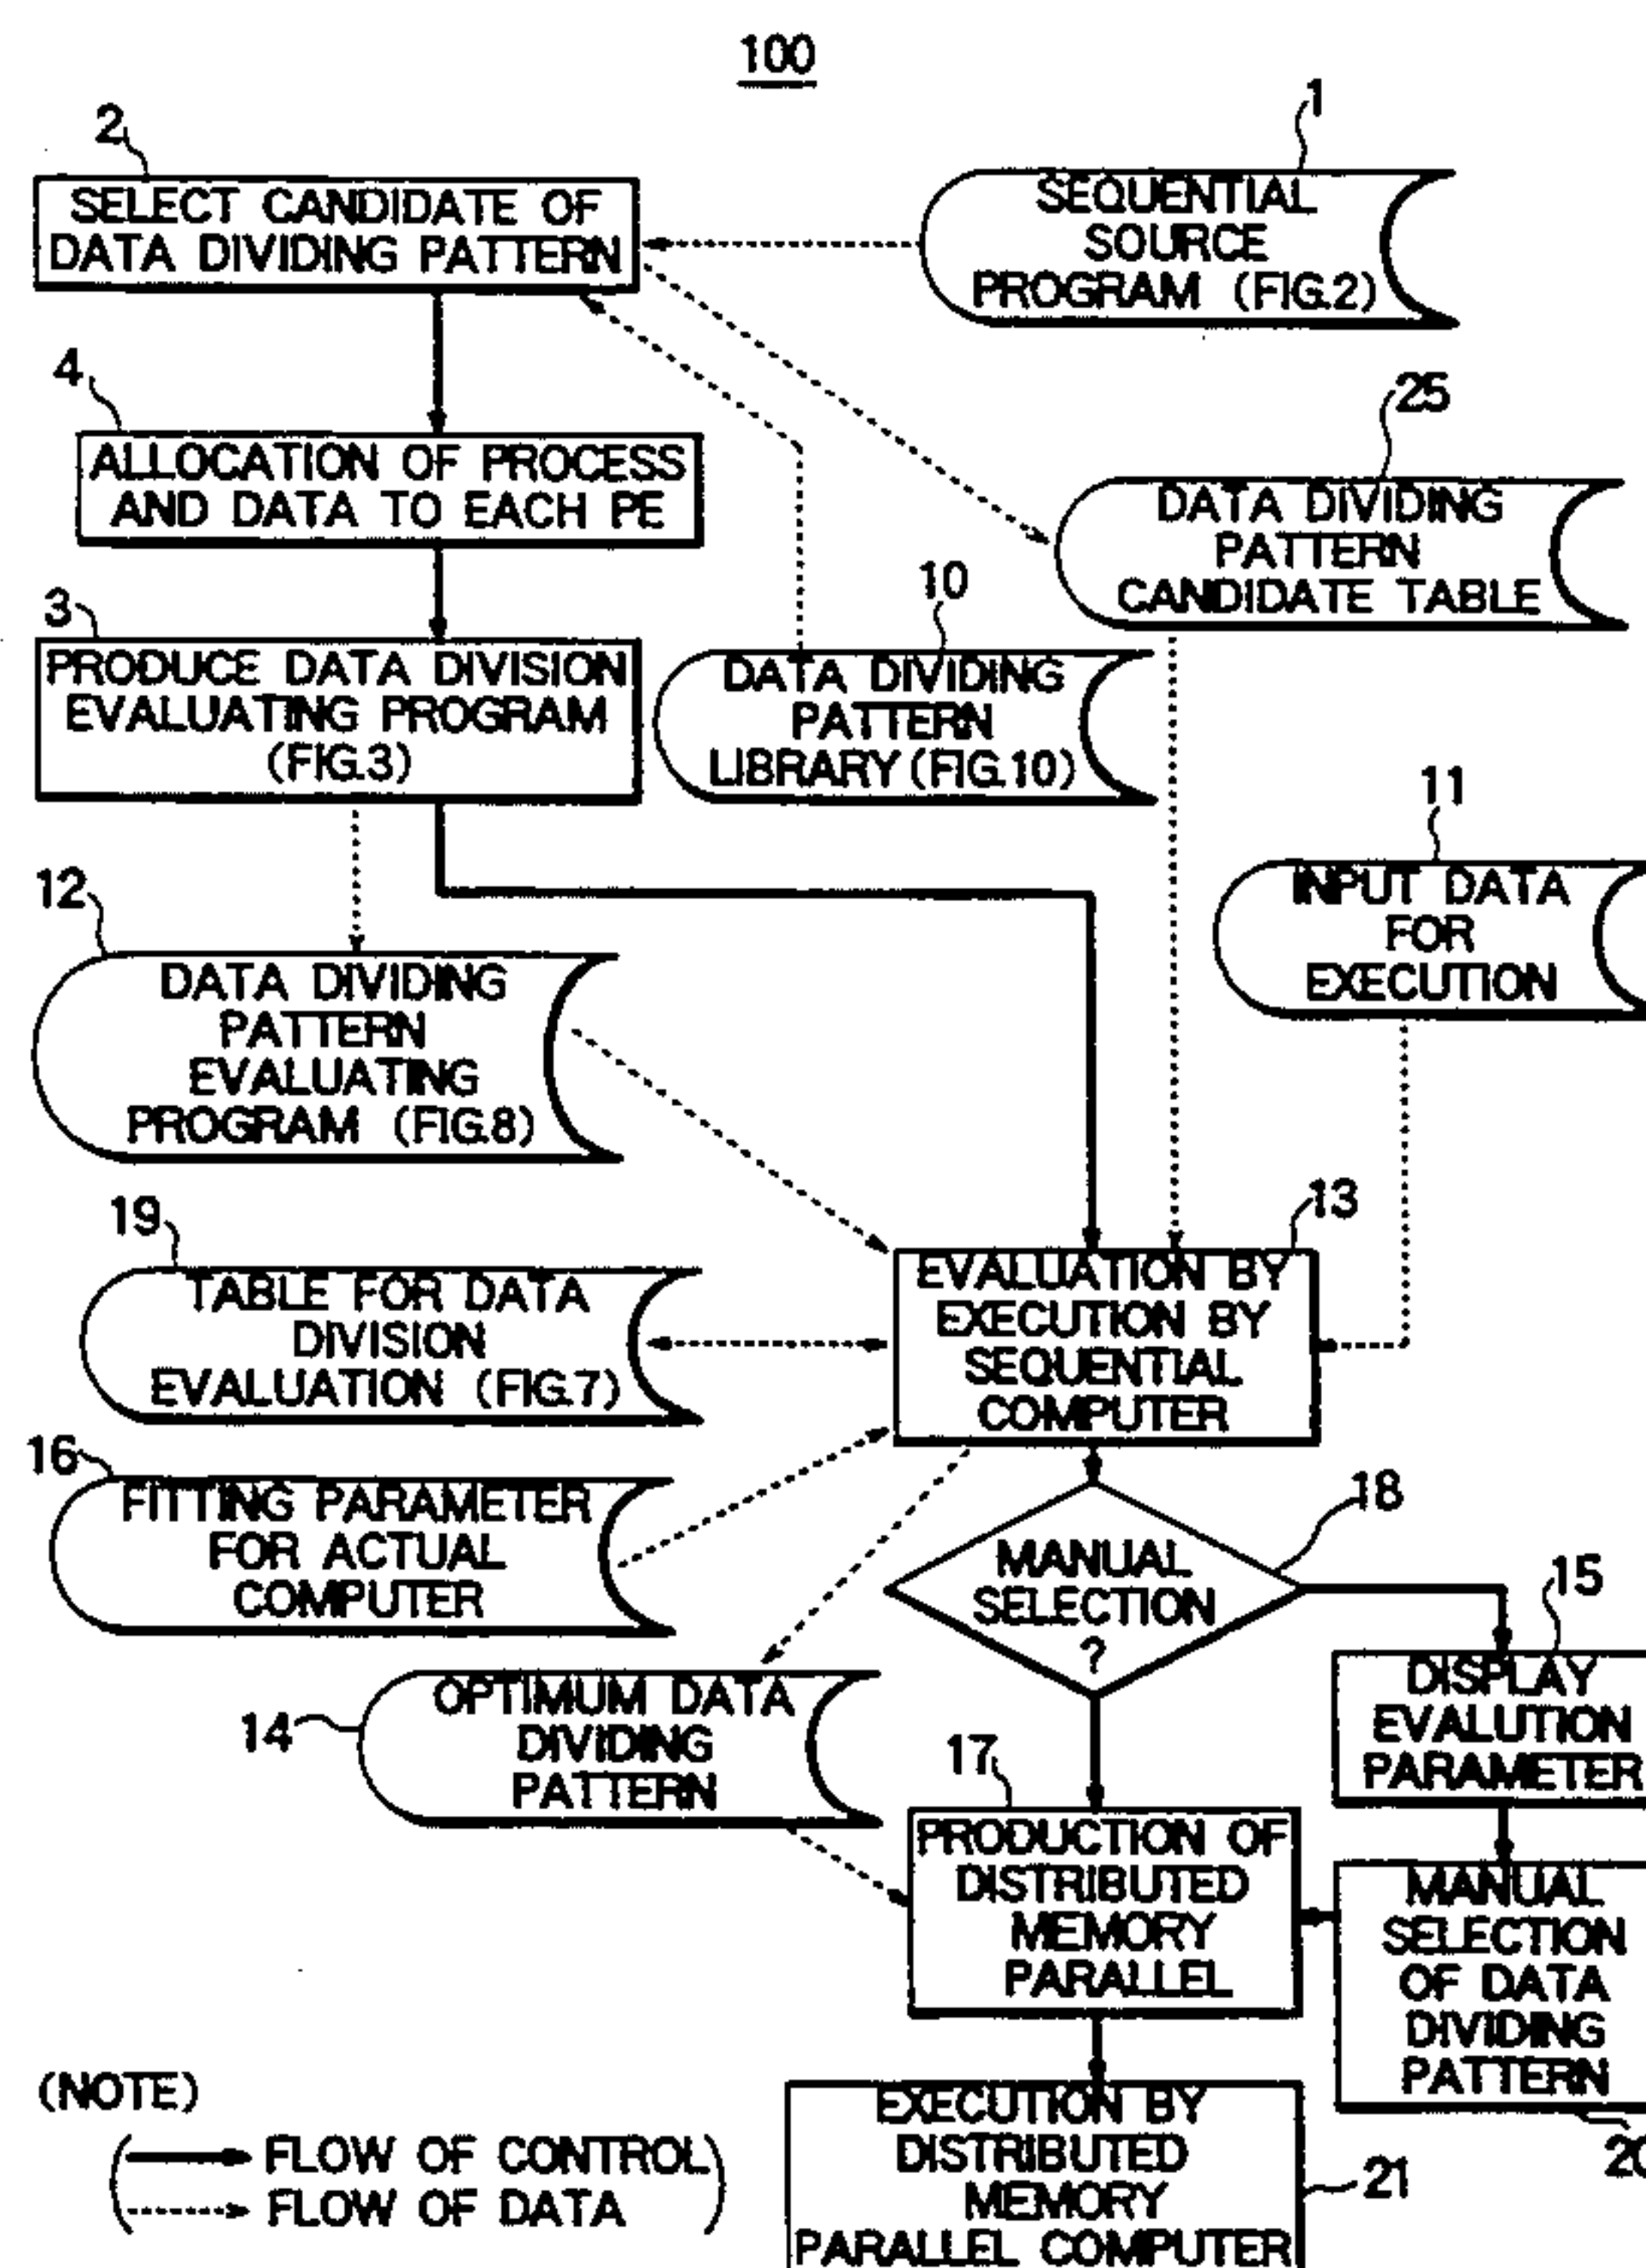 100
2
SELECT CANDIDATE OF
DATA DIVIDING PATTERN
1
SEQUENTIAL
SOURCE
PROGRAM (FIG.2)
4
ALLOCATION OF PROCESS
AND DATA TO EACH PE
25
DATA DIVIDING
PATTERN
CANDIDATE TABLE
3
PRODUCE DATA DIVISION
EVALUATING PROGRAM
(FIG.3)
10
DATA DIVIDING
PATTERN
LIBRARY (FIG.10)
11
INPUT DATA
FOR
EXECUTION
12
DATA DIVIDING
PATTERN
EVALUATING
PROGRAM (FIG.8)
13
EVALUATION BY
EXECUTION BY
SEQUENTIAL
COMPUTER
19
TABLE FOR DATA
DIVISION
EVALUATION (FIG.7)
16
FITTING PARAMETER
FOR ACTUAL
COMPUTER
18
MANUAL
SELECTION
?
15
DISPLAY
EVALUTION
PARAMETER
14
OPTIMUM DATA
DIVIDING
PATTERN
17
PRODUCTION OF
DISTRIBUTED
MEMORY
PARALLEL
MANUAL
SELECTION
OF DATA
DIVIDING
PATTERN
20
EXECUTION BY
DISTRIBUTED
MEMORY
PARALLEL COMPUTER
21
(NOTE)
FLOW OF CONTROL
FLOW OF DATA